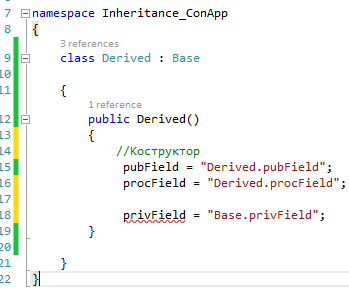 7 namespace Inheritance_ConApp
8 {
3 references
9 class Derived : Base
10
11 {
1 reference
12 public Derived()
13 {
14 //Коструктор
15 pubField = "Derived.pubField";
16 procField = "Derived.procField";
17
18 privField = "Base.privField";
19 }
20
21 }
22 }